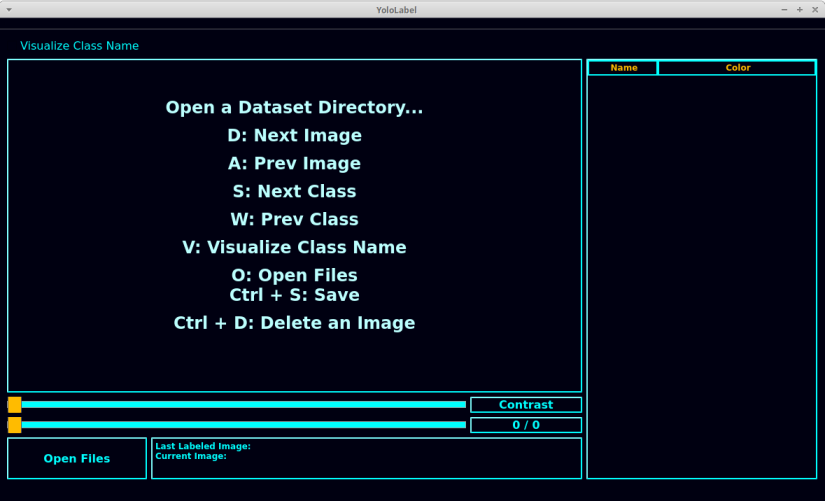 YoloLabel
Visualize Class Name
Open a Dataset Directory...
D: Next Image
A: Prev Image
S: Next Class
W: Prev Class
V: Visualize Class Name
O: Open Files
Ctrl + S: Save
Ctrl + D: Delete an Image
Name Color
Contrast
0 / 0
Open Files
Last Labeled Image:
Current Image: